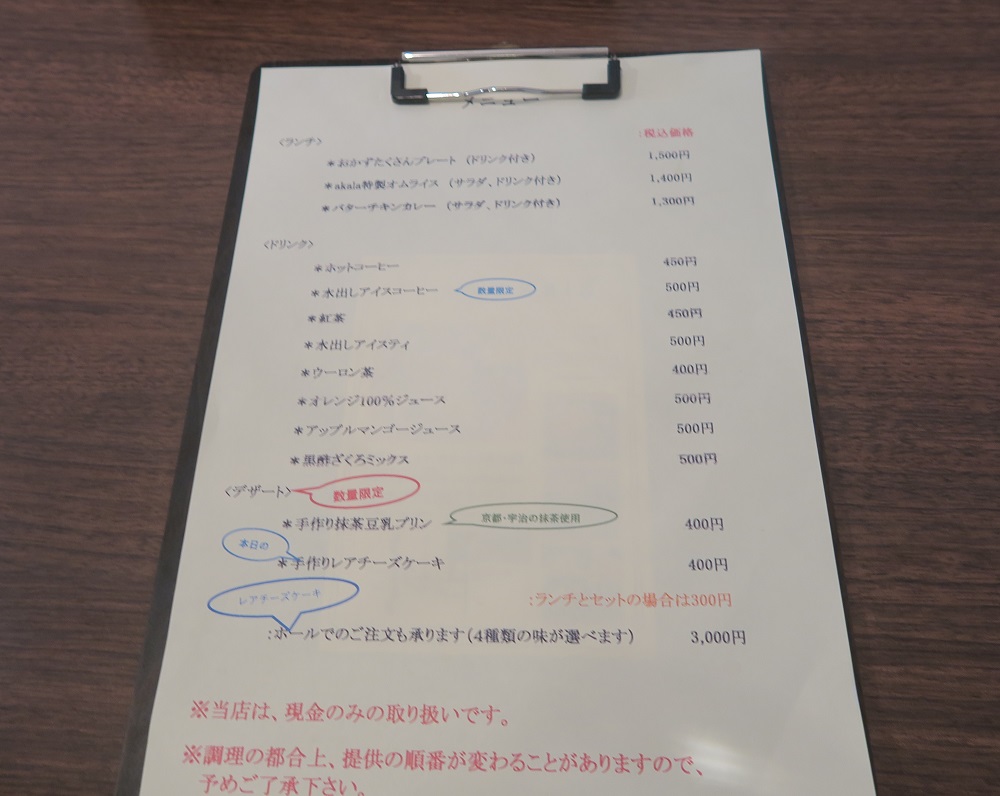 メニュー
:税込価格
<ランチ>
＊おかずたくさんプレート (ドリンク付き) 1,500円
＊akala特製オムライス (サラダ、ドリンク付き) 1,400円
＊バターチキンカレー (サラダ、ドリンク付き) 1,300円
<ドリンク>
＊ホットコーヒー 450円
＊水出しアイスコーヒー 数量限定 500円
＊紅茶 450円
＊水出しアイスティ 500円
＊ウーロン茶 400円
＊オレンジ100%ジュース 500円
＊アップルマンゴージュース 500円
＊黒酢ざくろミックス 500円
<デザート> 数量限定
＊手作り抹茶豆乳プリン 京都・宇治の抹茶使用 400円
本日の
＊手作りレアチーズケーキ 400円
レアチーズケーキ
:ランチとセットの場合は300円
:ホールでのご注文も承ります(4種類の味が選べます) 3,000円
※当店は、現金のみの取り扱いです。
※調理の都合上、提供の順番が変わることがありますので、
予めご了承下さい。